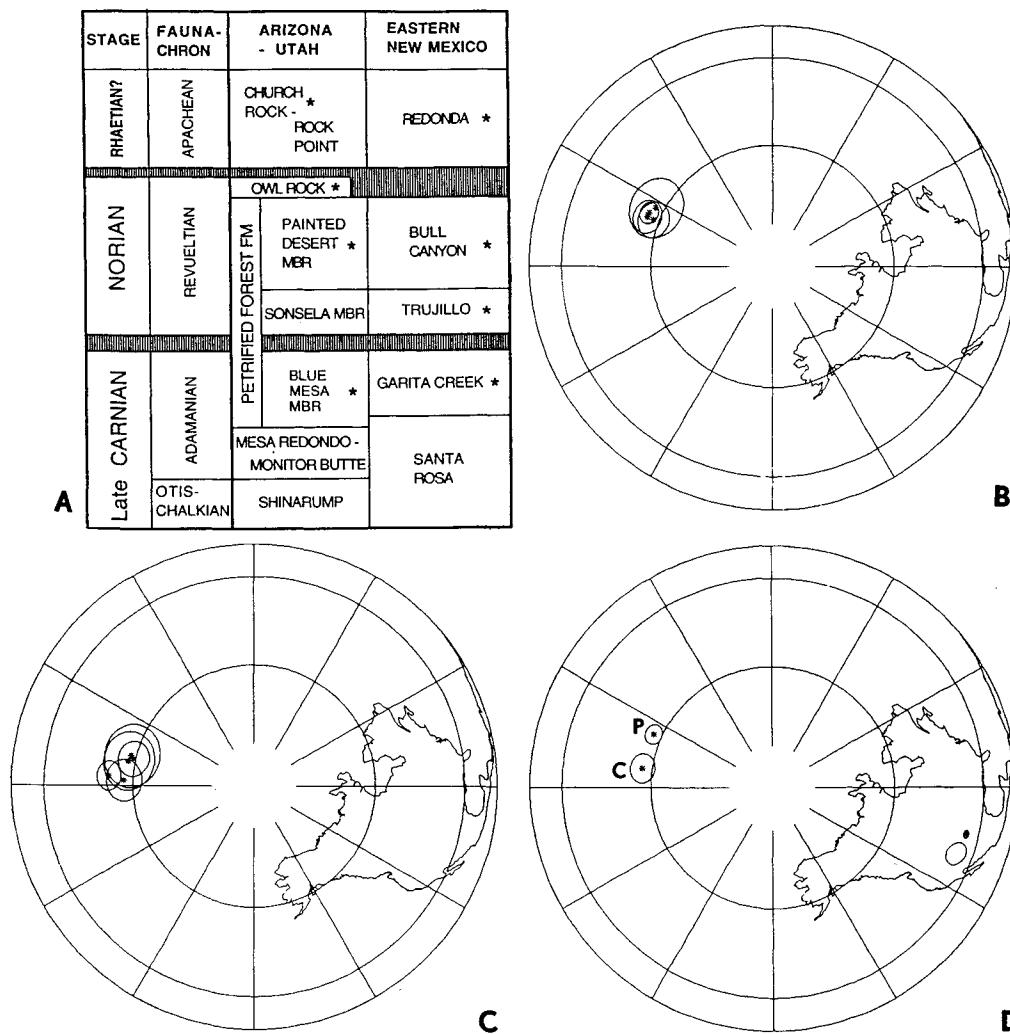 STAGE
FAUNA-
CHRON
ARIZONA
- UTAH
EASTERN
NEW MEXICO
RHAETIAN?
APACHEAN
CHURCH
ROCK - *
ROCK
POINT
REDONDA *
OWL ROCK *
NORIAN
REVUELTIAN
PETRIFIED FOREST FM
PAINTED
DESERT *
MBR
BULL
CANYON *
SONSELA MBR
TRUJILLO *
Late CARNIAN
ADAMANIAN
BLUE
MESA *
MBR
GARITA CREEK *
MESA REDONDO -
MONITOR BUTTE
SANTA
ROSA
OTIS-
CHALKIAN
SHINARUMP
A
B
C
P
C
D